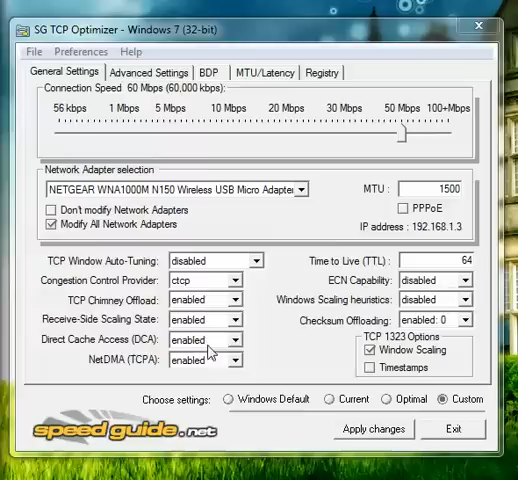 SG TCP Optimizer - Windows 7 (32-bit)
File Preferences Help
General Settings Advanced Settings BDP MTU/Latency Registry
Connection Speed 60 Mbps (60,000 kbps):
56 kbps 1 Mbps 5 Mbps 10 Mbps 20 Mbps 30 Mbps 50 Mbps 100+Mbps
Network Adapter selection
NETGEAR WNA1000M N150 Wireless USB Micro Adapter
MTU : 1500
Don't modify Network Adapters
PPPoE
Modify All Network Adapters
IP address : 192.168.1.3
TCP Window Auto-Tuning: disabled
Time to Live (TTL): 64
Congestion Control Provider: ctcp
ECN Capability: disabled
TCP Chimney Offload: enabled
Windows Scaling heuristics: disabled
Receive-Side Scaling State: enabled
Checksum Offloading: enabled: 0
Direct Cache Access (DCA): enabled
TCP 1323 Options
Window Scaling
NetDMA (TCPA): enabled
Timestamps
Choose settings: Windows Default Current Optimal Custom
speed guide.net
Apply changes Exit